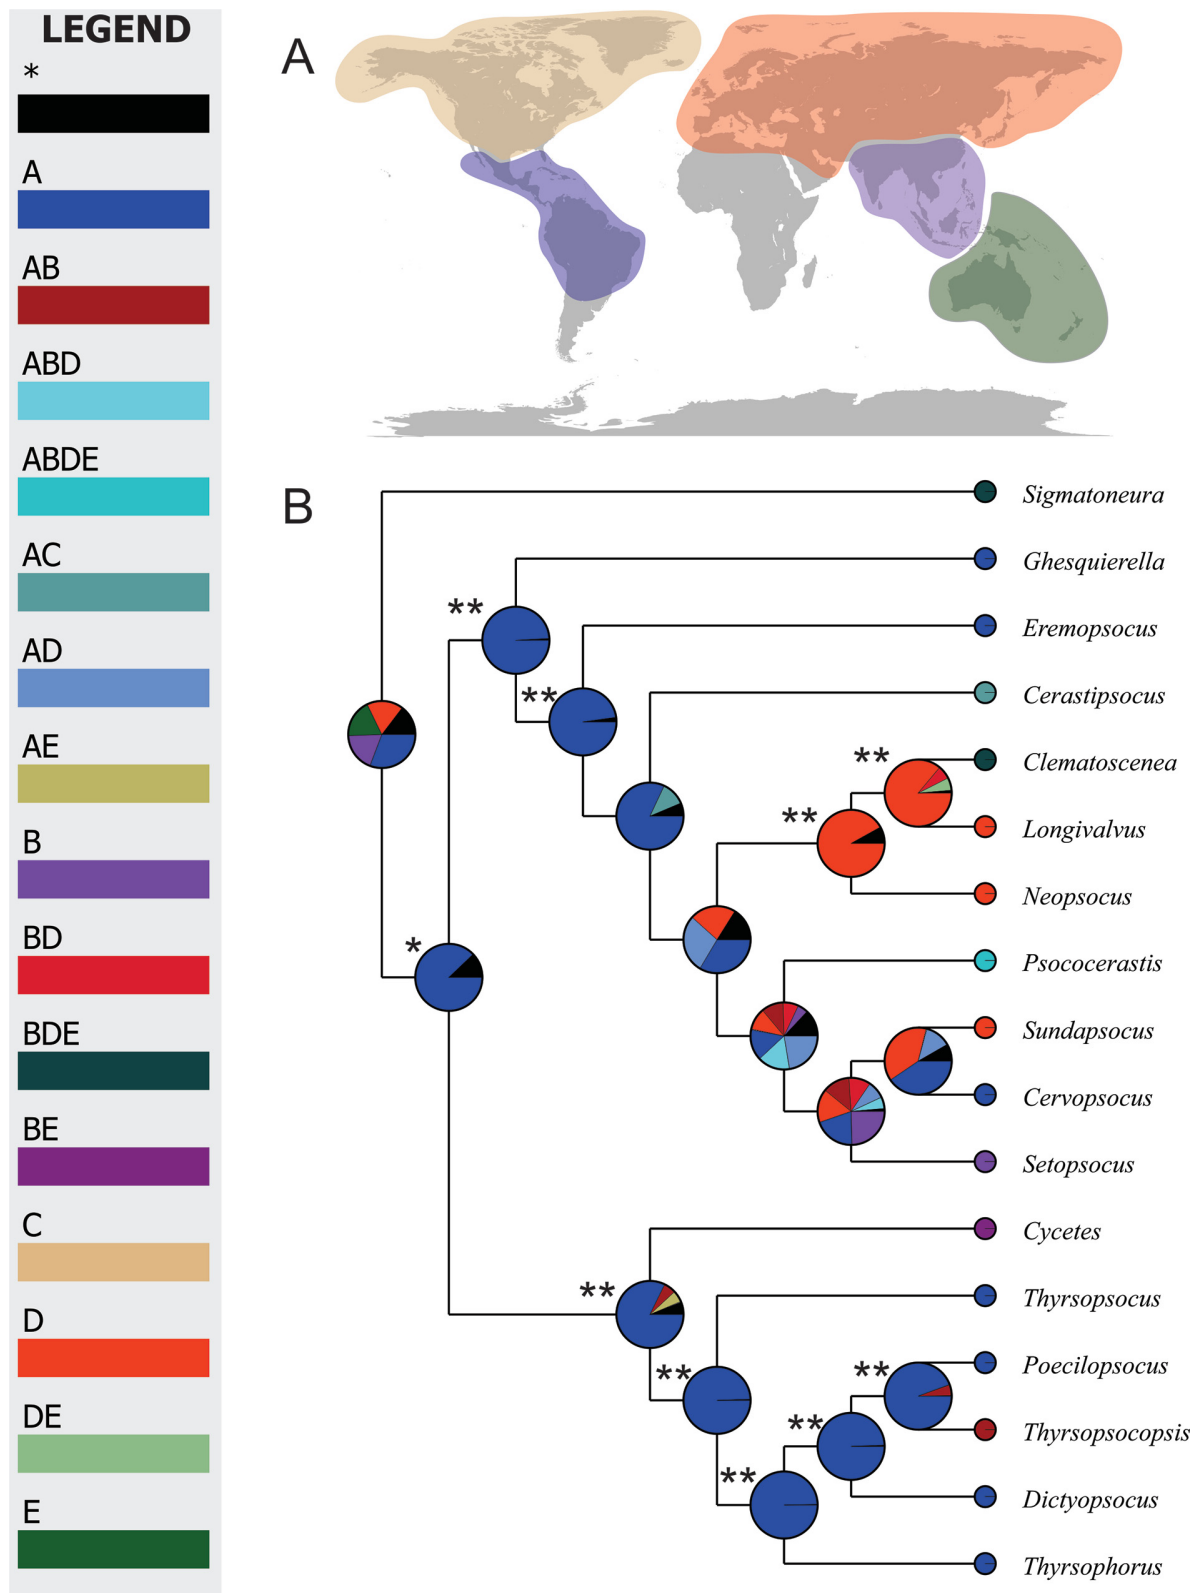 LEGEND
*
A
AB
ABD
ABDE
AC
AD
AE
B
BD
BDE
BE
C
D
DE
E
A
B
Sigmatoneura
Ghesquierella
**
Eremopsocus
**
Cerastipsocus
**
Clematoscenea
**
Longivalvus
Neopsocus
*
Psococerastis
Sundapsocus
Cervopsocus
Setopsocus
Cycetes
**
Thyrsopsocus
**
Poecilopsocus
**
Thyrsopsocopsis
**
Dictyopsocus
**
Thyrsophorus